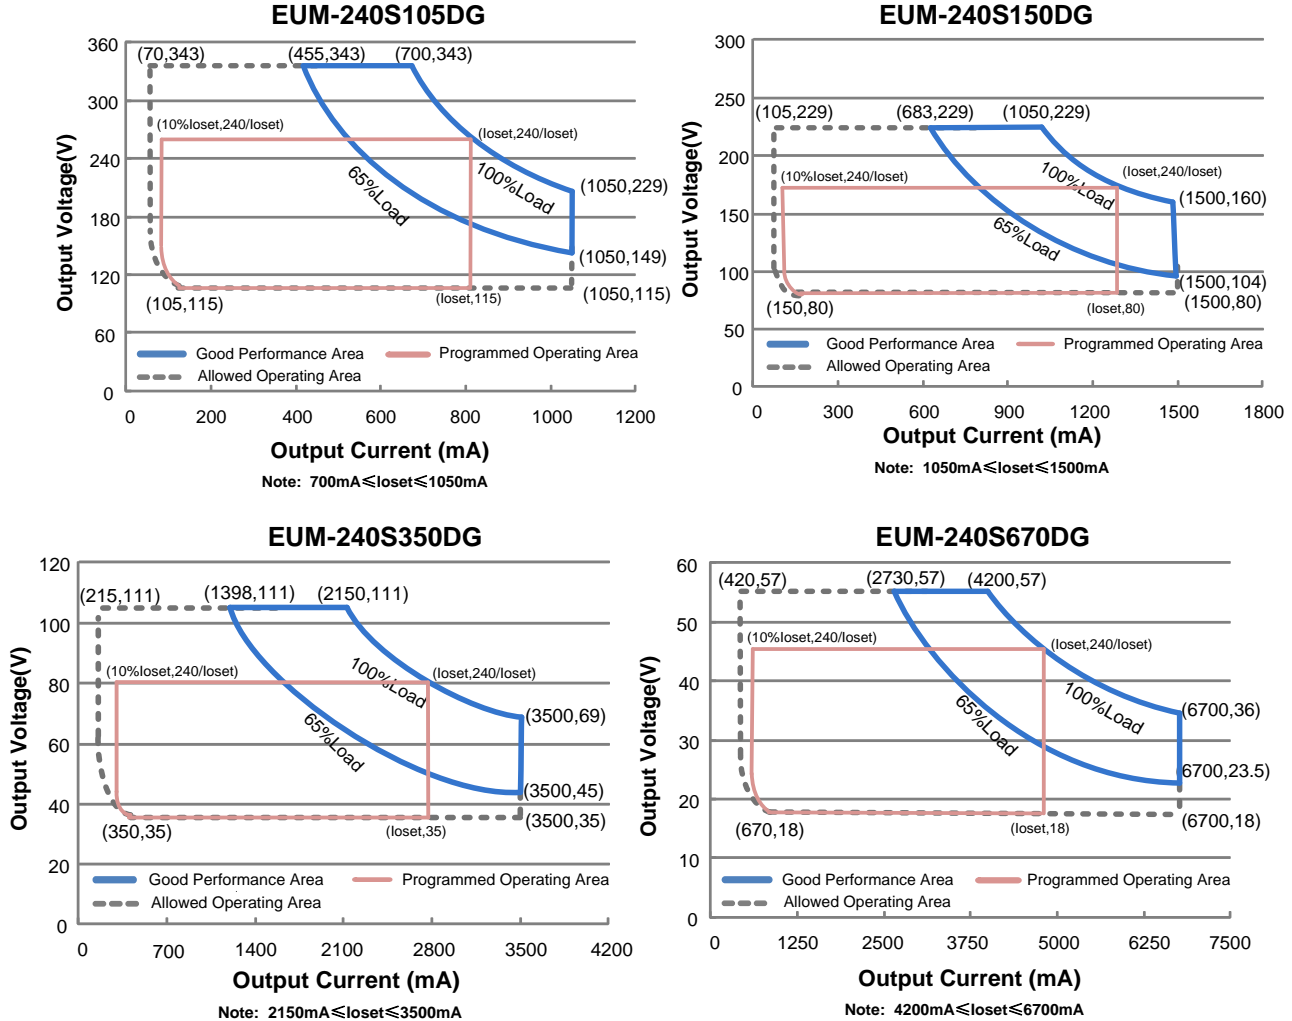 EUM-240S105DG
360
300
240
180
120
60
0
Output Voltage(V)
(70,343)
(455,343)
(700,343)
(10%Ioset,240/Ioset)
(Ioset,240/Ioset)
65%Load
100%Load
(1050,229)
(1050,149)
(1050,115)
(105,115)
(Ioset,115)
Good Performance Area
Programmed Operating Area
Allowed Operating Area
0 200 400 600 800 1000 1200
Output Current (mA)
Note: 700mA≤Ioset≤1050mA
EUM-240S150DG
300
250
200
150
100
50
0
Output Voltage(V)
(105,229)
(683,229)
(1050,229)
(10%Ioset,240/Ioset)
(Ioset,240/Ioset)
100%Load
65%Load
(1500,160)
(1500,104)
(1500,80)
(150,80)
(Ioset,80)
Good Performance Area
Programmed Operating Area
Allowed Operating Area
0 300 600 900 1200 1500 1800
Output Current (mA)
Note: 1050mA≤Ioset≤1500mA
EUM-240S350DG
120
100
80
60
40
20
0
Output Voltage(V)
(215,111)
(1398,111)
(2150,111)
(10%Ioset,240/Ioset)
(Ioset,240/Ioset)
100%Load
65%Load
(3500,69)
(3500,45)
(3500,35)
(350,35)
(Ioset,35)
Good Performance Area
Programmed Operating Area
Allowed Operating Area
0 700 1400 2100 2800 3500 4200
Output Current (mA)
Note: 2150mA≤Ioset≤3500mA
EUM-240S670DG
60
50
40
30
20
10
0
Output Voltage(V)
(420,57)
(2730,57)
(4200,57)
(10%Ioset,240/Ioset)
(Ioset,240/Ioset)
100%Load
65%Load
(6700,36)
(6700,23.5)
(6700,18)
(670,18)
(Ioset,18)
Good Performance Area
Programmed Operating Area
Allowed Operating Area
0 1250 2500 3750 5000 6250 7500
Output Current (mA)
Note: 4200mA≤Ioset≤6700mA